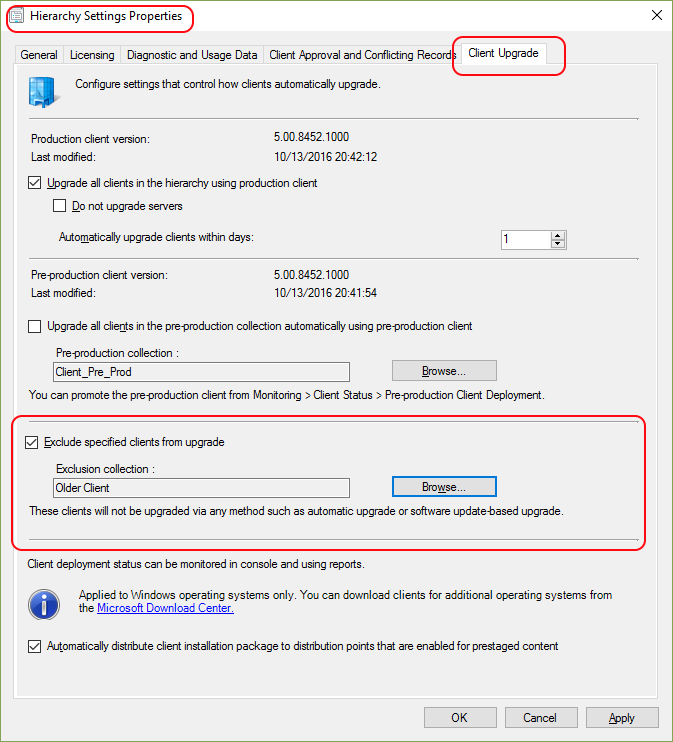 Hierarchy Settings Properties
General Licensing Diagnostic and Usage Data Client Approval and Conflicting Records Client Upgrade
Configure settings that control how clients automatically upgrade.
Production client version: 5.00.8452.1000
Last modified: 10/13/2016 20:42:12
Upgrade all clients in the hierarchy using production client
Do not upgrade servers
Automatically upgrade clients within days: 1
Pre-production client version: 5.00.8452.1000
Last modified: 10/13/2016 20:41:54
Upgrade all clients in the pre-production collection automatically using pre-production client
Pre-production collection :
Client_Pre_Prod Browse...
You can promote the pre-production client from Monitoring > Client Status > Pre-production Client Deployment.
Exclude specified clients from upgrade
Exclusion collection :
Older Client Browse...
These clients will not be upgraded via any method such as automatic upgrade or software update-based upgrade.
Client deployment status can be monitored in console and using reports.
Applied to Windows operating systems only. You can download clients for additional operating systems from
the Microsoft Download Center.
Automatically distribute client installation package to distribution points that are enabled for prestaged content
OK Cancel Apply